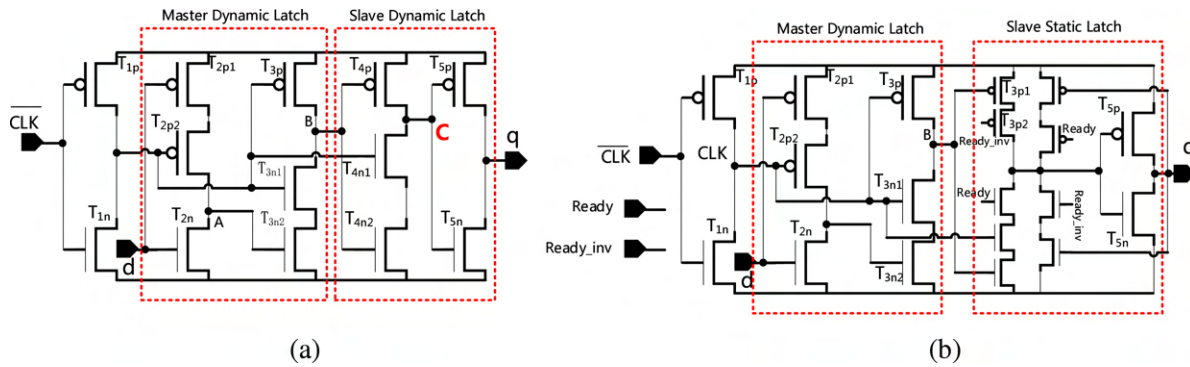 Master Dynamic Latch
Slave Dynamic Latch
T1p
T2p1
T3p
T4p
T5p
CLK
T2p2
B
C
q
T3n1
T4n1
T1n
T2n
A
T3n2
T4n2
T5n
d
(a)
Master Dynamic Latch
Slave Static Latch
T1p
T2p1
T3p
T3p1
T5p
T3p2
Ready
B
Ready_inv
CLK
CLK
T2p2
q
Ready
T3n1
Ready
Ready_inv
T1n
T2n
T5n
Ready_inv
T3n2
d
(b)